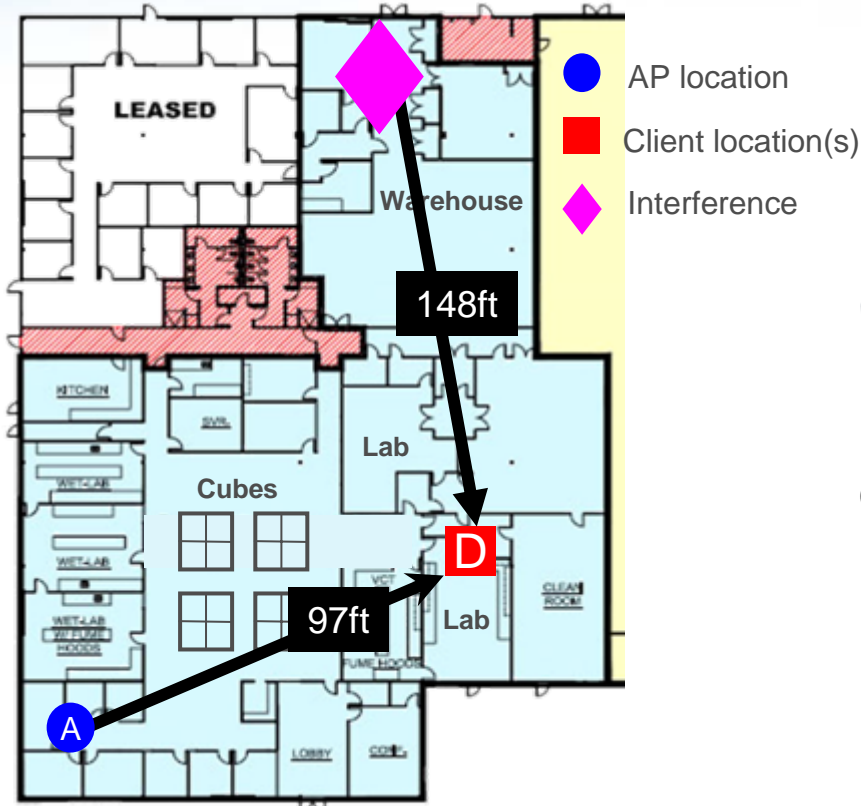 AP location
LEASED
Client location(s)
Warehouse
Interference
148ft
KITCHEN
SVR.
Lab
WET-LAB
Cubes
WET-LAB
D
VCT
CLEAN
ROOM
WET-LAB
W/ FUME
HOODS
97ft
Lab
FUME HOODS
A
LOBBY
CONF.